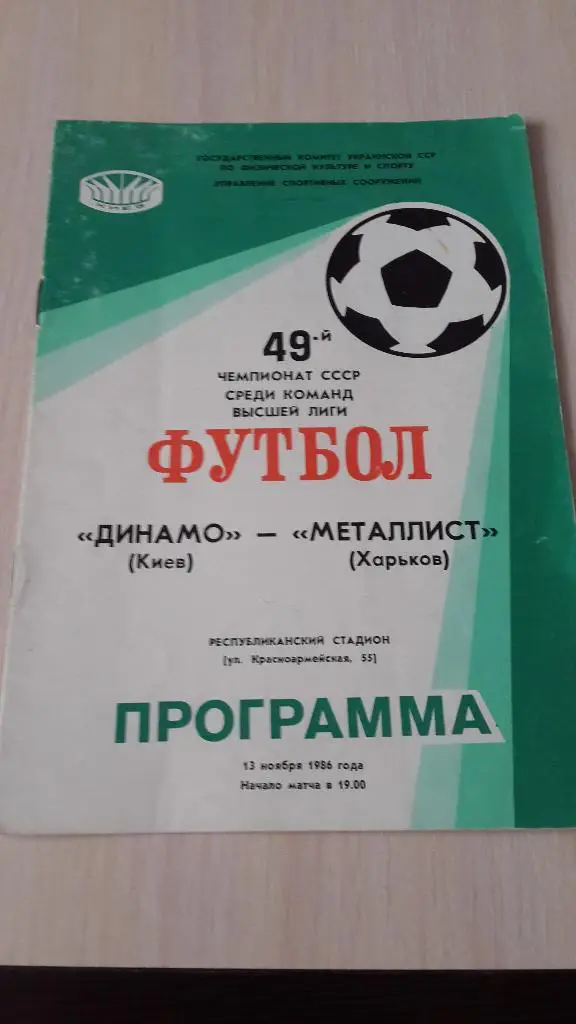 ГОСУДАРСТВЕННЫЙ КОМИТЕТ УКРАИНСКОЙ ССР
ПО ФИЗИЧЕСКОЙ КУЛЬТУРЕ И СПОРТУ
УПРАВЛЕНИЕ СПОРТИВНЫХ СООРУЖЕНИЙ
КИЕВ
49-й
ЧЕМПИОНАТ СССР
СРЕДИ КОМАНД
ВЫСШЕЙ ЛИГИ
ФУТБОЛ
«ДИНАМО» — «МЕТАЛЛИСТ»
(Киев) (Харьков)
РЕСПУБЛИКАНСКИЙ СТАДИОН
[ул. Красноармейская, 55]
ПРОГРАММА
13 ноября 1986 года
Начало матча в 19.00